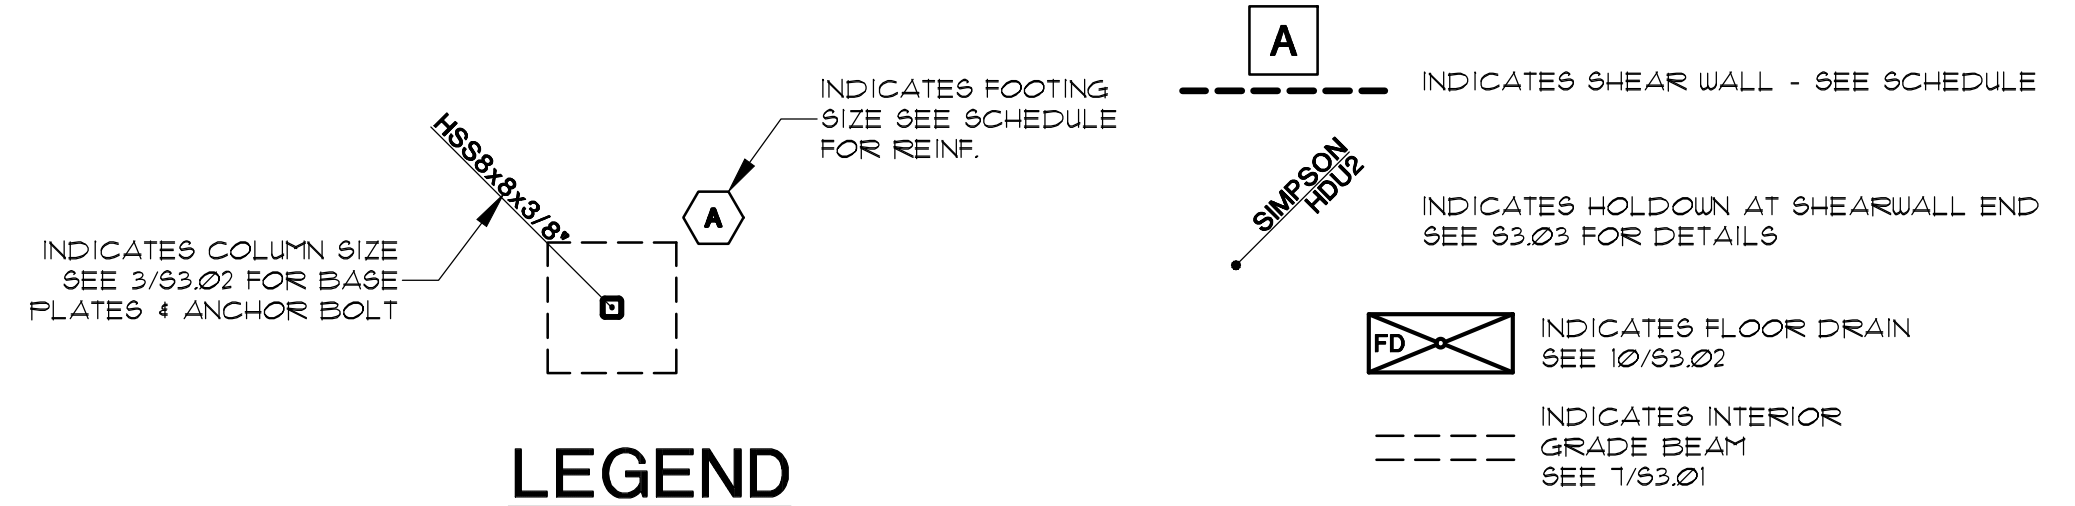 HSS8x8x3/8"
INDICATES COLUMN SIZE
SEE 3/S3.02 FOR BASE
PLATES & ANCHOR BOLT
INDICATES FOOTING
SIZE SEE SCHEDULE
FOR REINF.
A
LEGEND
A
INDICATES SHEAR WALL - SEE SCHEDULE
SIMPSON
HDU2
INDICATES HOLDOWN AT SHEARWALL END
SEE S3.03 FOR DETAILS
FD
INDICATES FLOOR DRAIN
SEE 10/S3.02
INDICATES INTERIOR
GRADE BEAM
SEE 7/S3.01